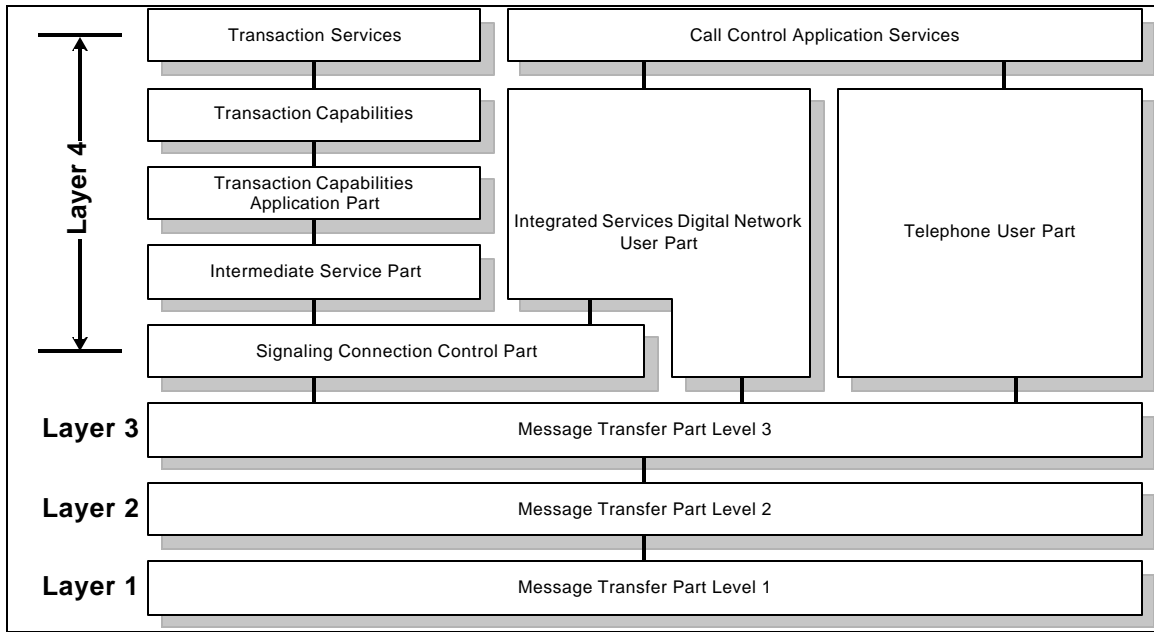 Transaction Services
Call Control Application Services
Transaction Capabilities
Transaction Capabilities
Application Part
Integrated Services Digital Network
User Part
Telephone User Part
Intermediate Service Part
Signaling Connection Control Part
Layer 4
Layer 3
Message Transfer Part Level 3
Layer 2
Message Transfer Part Level 2
Layer 1
Message Transfer Part Level 1